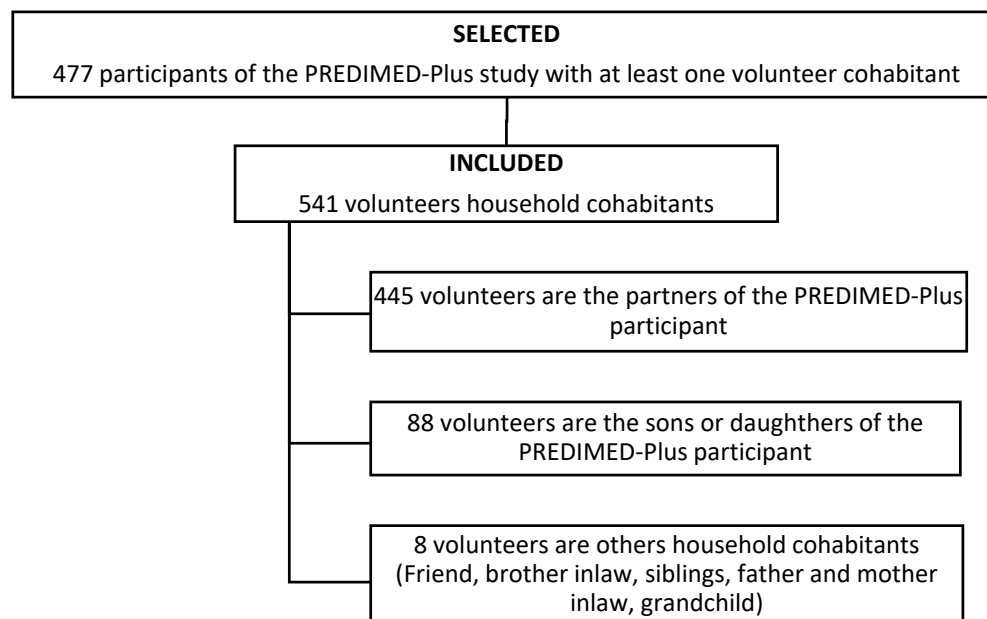 SELECTED
477 participants of the PREDIMED-Plus study with at least one volunteer cohabitant
INCLUDED
541 volunteers household cohabitants
445 volunteers are the partners of the PREDIMED-Plus
participant
88 volunteers are the sons or daughthers of the
PREDIMED-Plus participant
8 volunteers are others household cohabitants
(Friend, brother inlaw, siblings, father and mother
inlaw, grandchild)